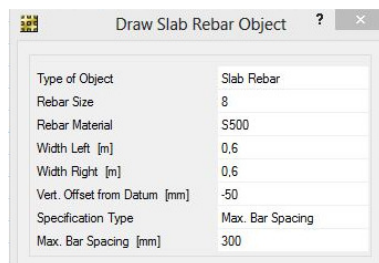 Draw Slab Rebar Object ? ×
Type of Object Slab Rebar
Rebar Size 8
Rebar Material S500
Width Left [m] 0,6
Width Right [m] 0,6
Vert. Offset from Datum [mm] -50
Specification Type Max. Bar Spacing
Max. Bar Spacing [mm] 300